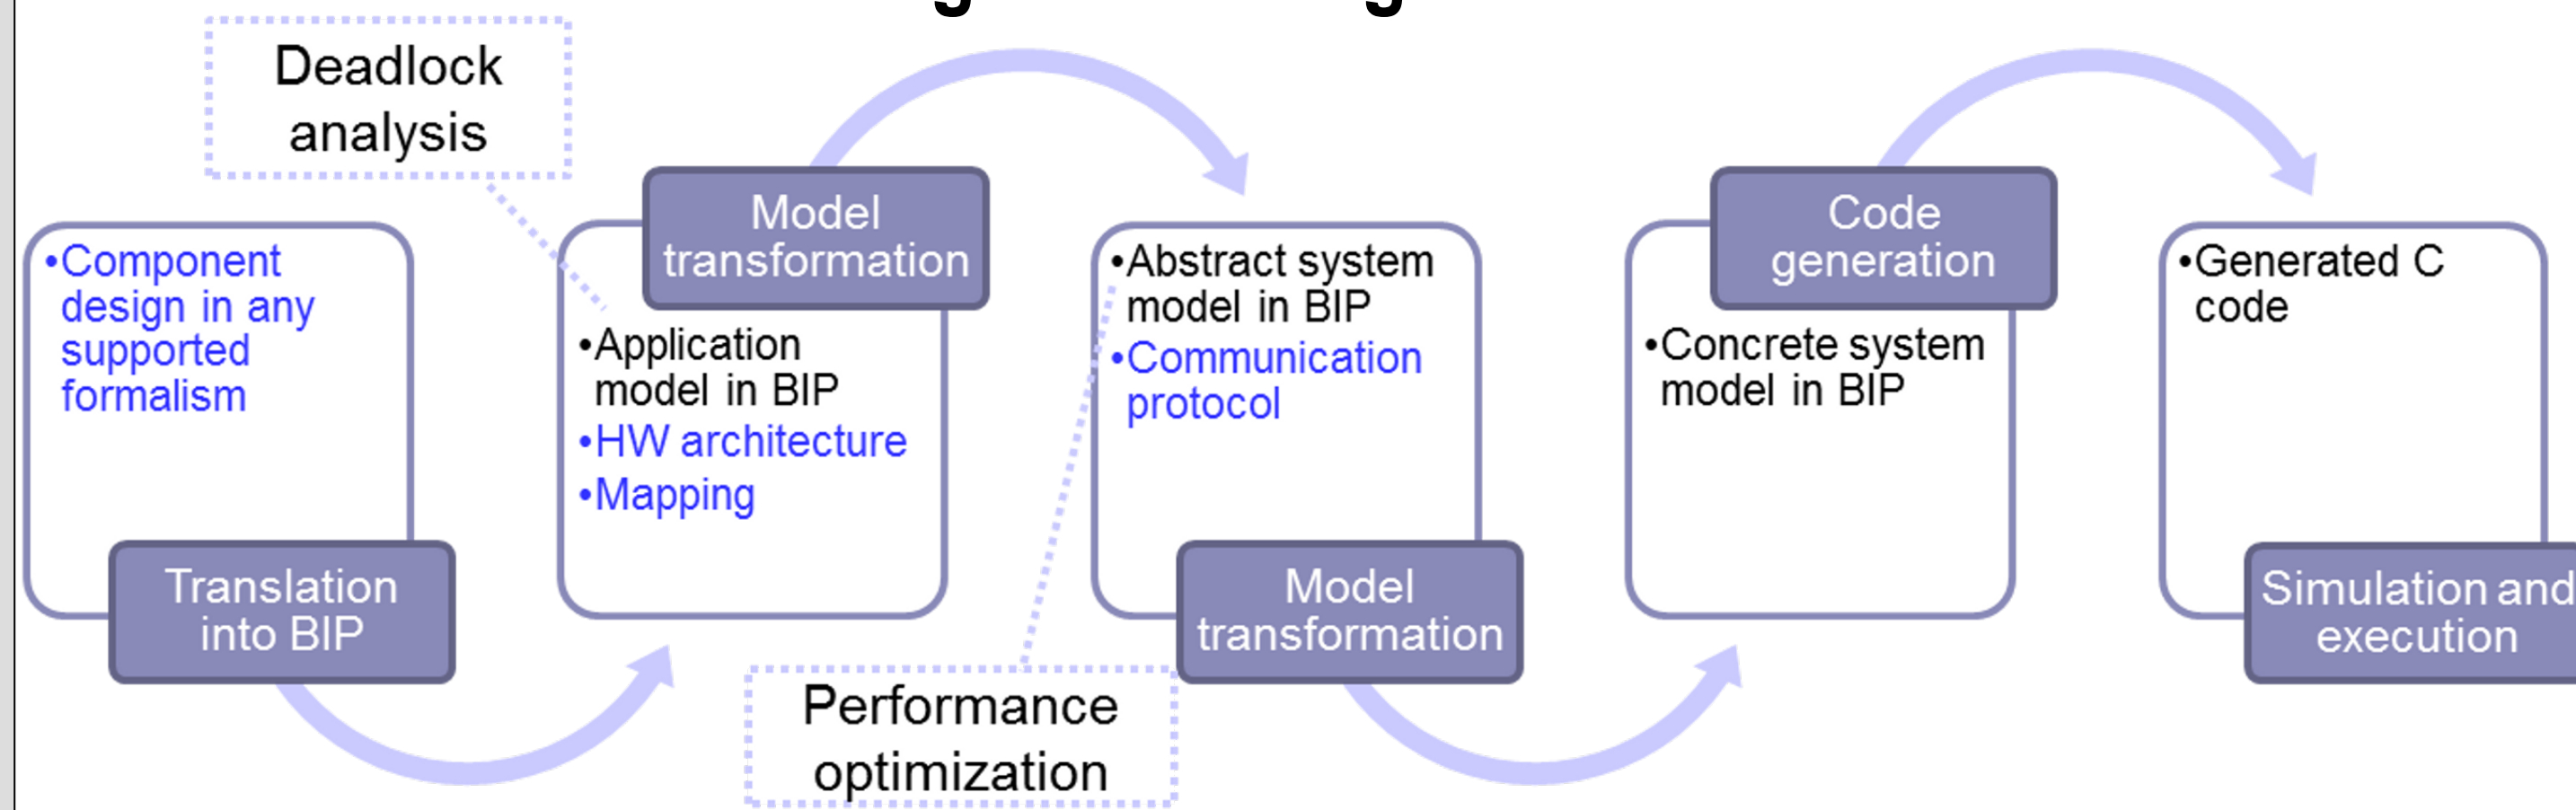 Deadlock
analysis
•Component
design in any
supported
formalism
Translation
into BIP
Model
transformation
•Application
model in BIP
•HW architecture
•Mapping
•Abstract system
model in BIP
•Communication
protocol
Model
transformation
Performance
optimization
Code
generation
•Concrete system
model in BIP
•Generated C
code
Simulation and
execution